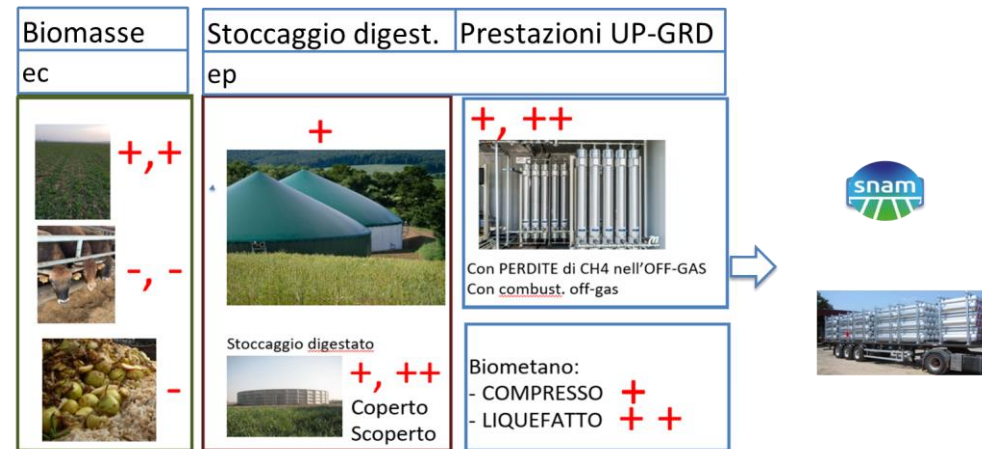 Biomasse
Stoccaggio digest.
Prestazioni UP-GRD
ec
ep
+,+
-, -
-
+
Stoccaggio digestato
+, ++
Coperto
Scoperto
+, ++
Con PERDITE di CH4 nell'OFF-GAS
Con combust. off-gas
Biometano:
- COMPRESSO +
- LIQUEFATTO + +
snam